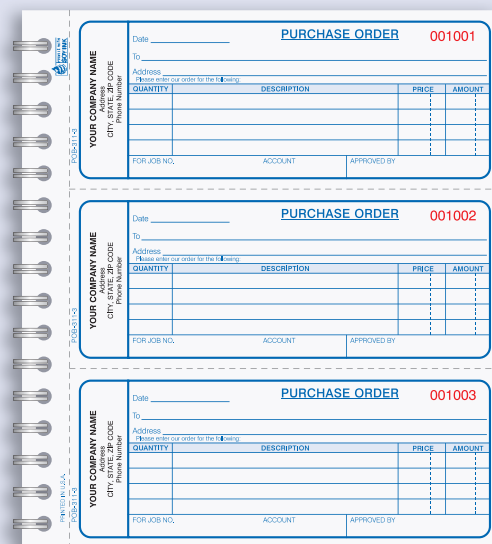 PRINTED WITH
SOY INK
POB-311-3
YOUR COMPANY NAME
Address
CITY, STATE, ZIP CODE
Phone Number
Date
PURCHASE ORDER
001001
To
Address
Please enter our order for the following:
QUANTITY DESCRIPTION PRICE AMOUNT
FOR JOB NO. ACCOUNT APPROVED BY
POB-311-3
YOUR COMPANY NAME
Address
CITY, STATE, ZIP CODE
Phone Number
Date
PURCHASE ORDER
001002
To
Address
Please enter our order for the following:
QUANTITY DESCRIPTION PRICE AMOUNT
FOR JOB NO. ACCOUNT APPROVED BY
PRINTED IN U.S.A.
POB-311-3
YOUR COMPANY NAME
Address
CITY, STATE, ZIP CODE
Phone Number
Date
PURCHASE ORDER
001003
To
Address
Please enter our order for the following:
QUANTITY DESCRIPTION PRICE AMOUNT
FOR JOB NO. ACCOUNT APPROVED BY